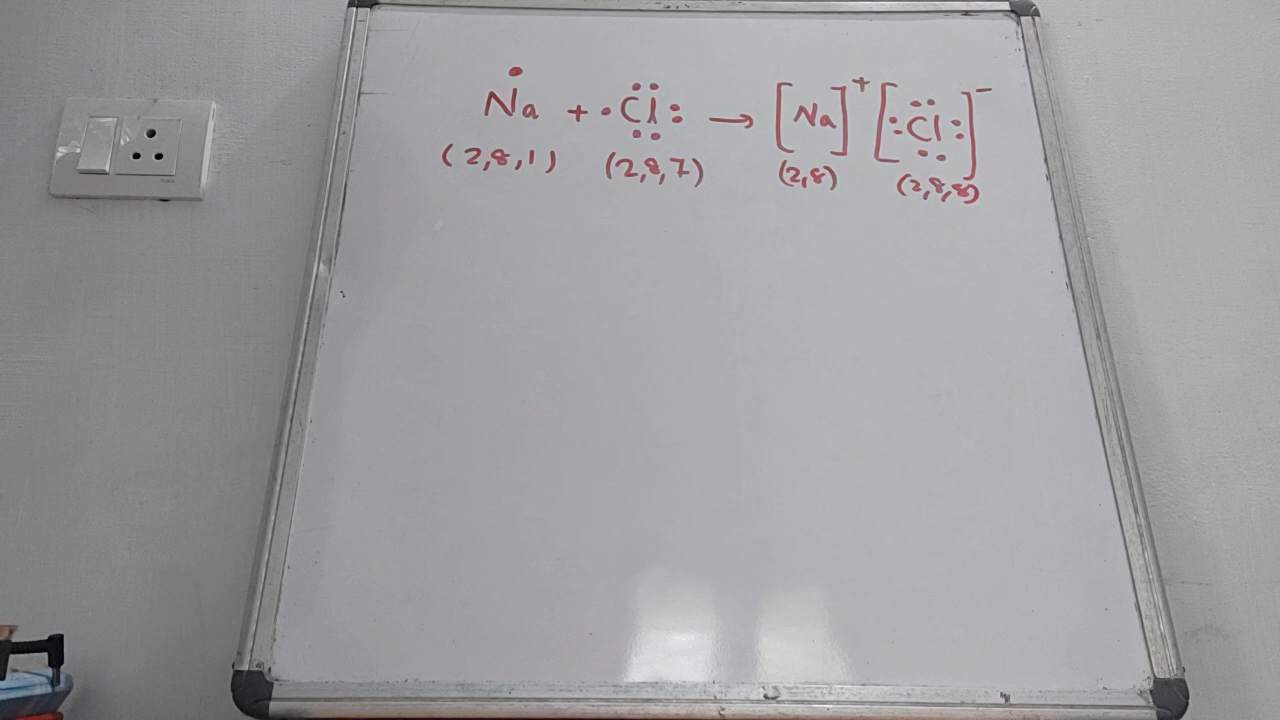 Na + Cl → [Na]⁺ [Cl]⁻
(2,8,1) (2,8,7) (2,8) (2,8,8)